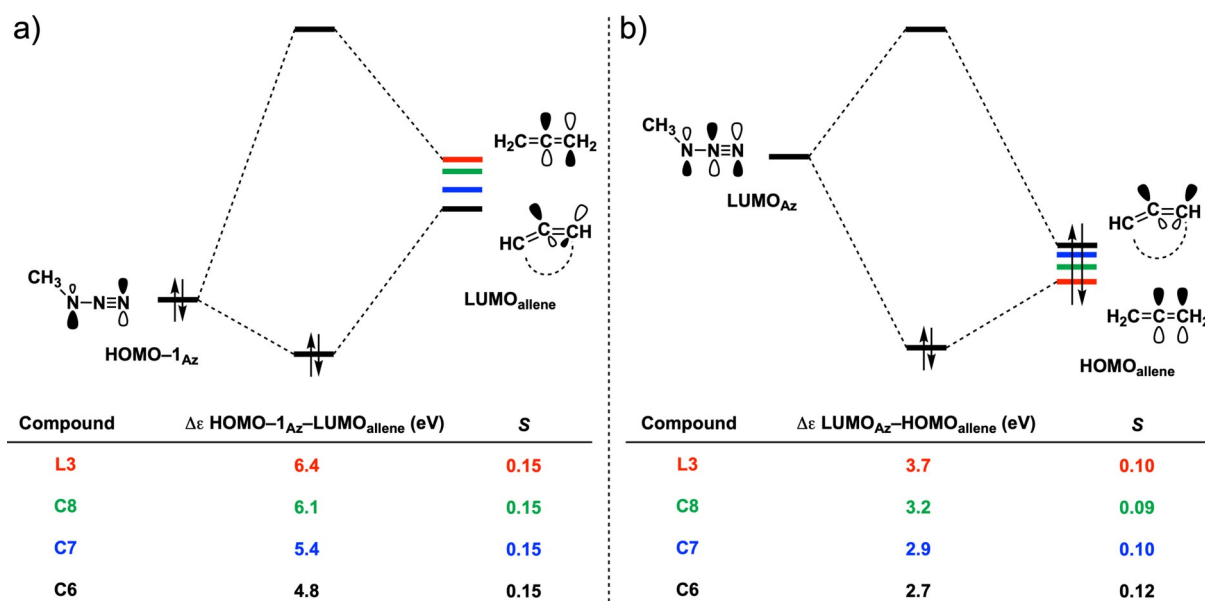 a)
H₂C=C=CH₂
HC=C=CH
LUMOallene
CH₃
N–N≡N
HOMO–1Az
Compound Δε HOMO–1Az–LUMOallene (eV) S
L3 6.4 0.15
C8 6.1 0.15
C7 5.4 0.15
C6 4.8 0.15
b)
CH₃
N–N≡N
LUMOAz
HC=C=CH
H₂C=C=CH₂
HOMOallene
Compound Δε LUMOAz–HOMOallene (eV) S
L3 3.7 0.10
C8 3.2 0.09
C7 2.9 0.10
C6 2.7 0.12